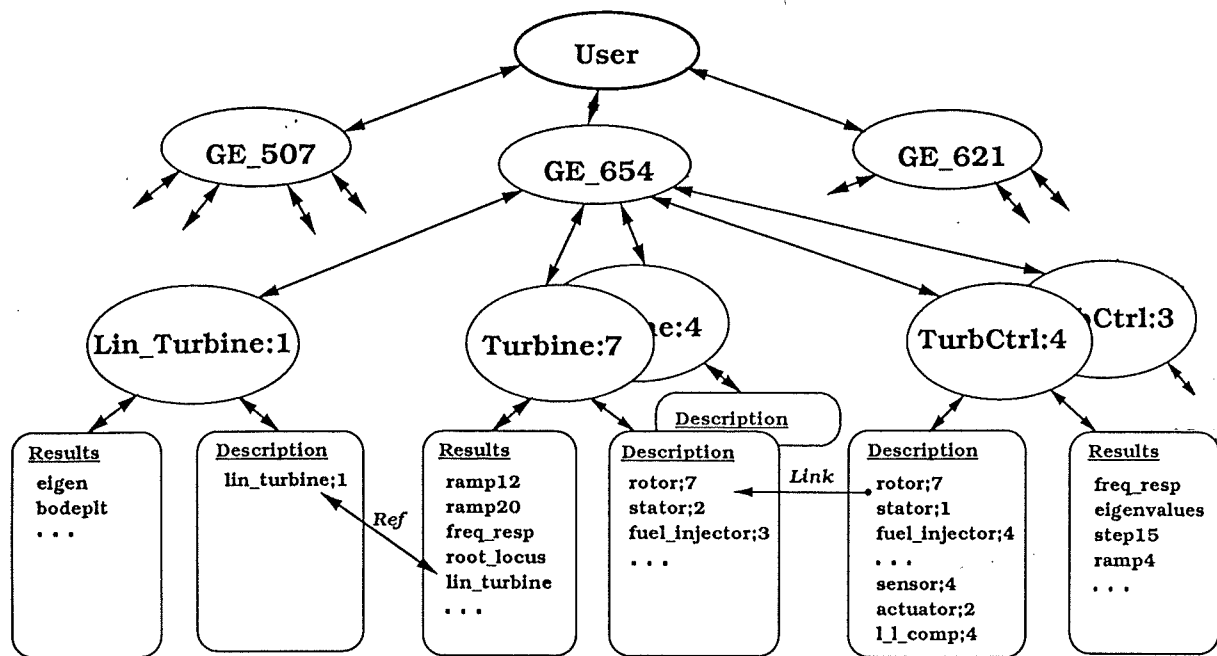 User
GE_507
GE_654
GE_621
Lin_Turbine:1
Turbine:7
ne:4
TurbCtrl:4
bCtrl:3
Results
eigen
bodeplt
. . .
Description
lin_turbine;1
Ref
Results
ramp12
ramp20
freq_resp
root_locus
lin_turbine
. . .
Description
Description
rotor;7
stator;2
fuel_injector;3
. . .
Link
Description
rotor;7
stator;1
fuel_injector;4
. . .
sensor;4
actuator;2
l_l_comp;4
Results
freq_resp
eigenvalues
step15
ramp4
. . .